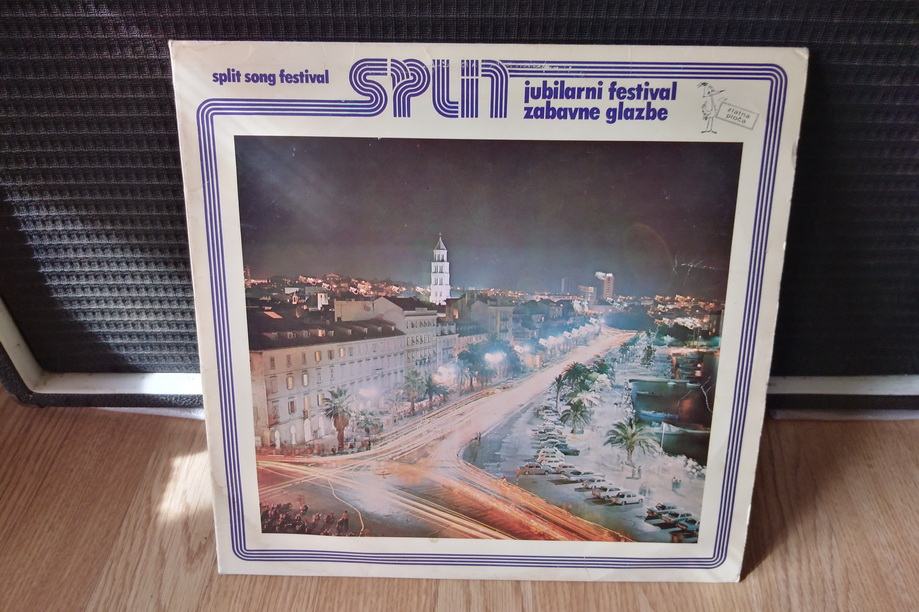 split song festival
SPLIT
jubilarni festival
zabavne glazbe
zlatna
ploča